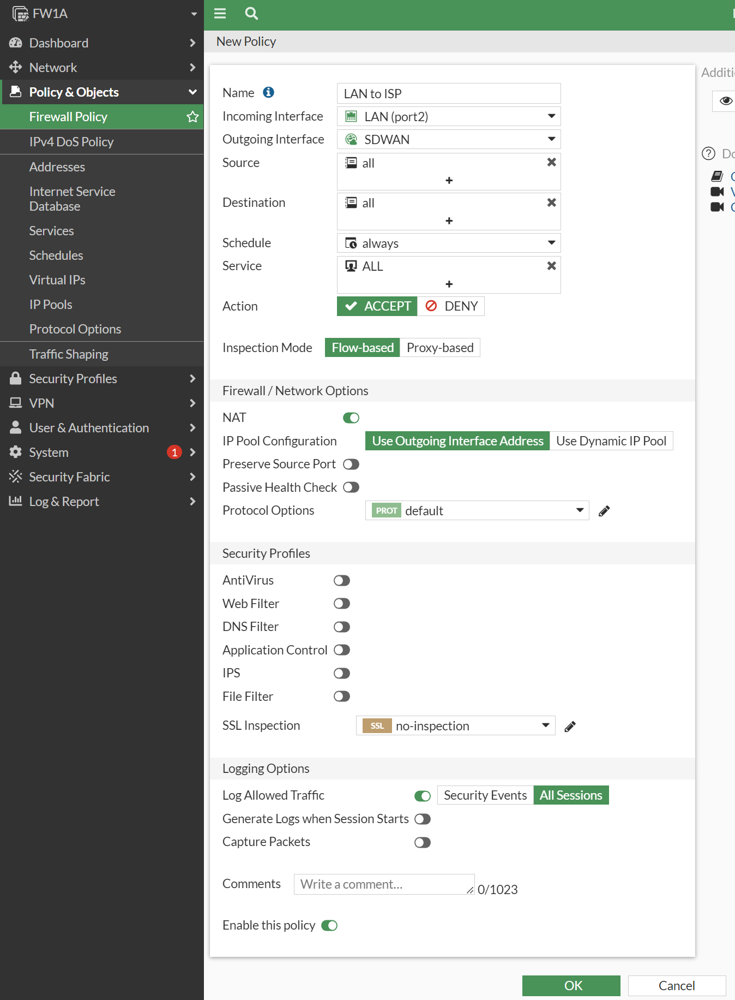 FW1A
Dashboard
Network
Policy & Objects
Firewall Policy
IPv4 DoS Policy
Addresses
Internet Service
Database
Services
Schedules
Virtual IPs
IP Pools
Protocol Options
Traffic Shaping
Security Profiles
VPN
User & Authentication
System 1
Security Fabric
Log & Report
New Policy
Name
LAN to ISP
Incoming Interface
LAN (port2)
Outgoing Interface
SDWAN
Source
all
Destination
all
Schedule
always
Service
ALL
Action
ACCEPT DENY
Inspection Mode
Flow-based Proxy-based
Firewall / Network Options
NAT
IP Pool Configuration
Use Outgoing Interface Address Use Dynamic IP Pool
Preserve Source Port
Passive Health Check
Protocol Options
PROT default
Security Profiles
AntiVirus
Web Filter
DNS Filter
Application Control
IPS
File Filter
SSL Inspection
SSL no-inspection
Logging Options
Log Allowed Traffic
Security Events All Sessions
Generate Logs when Session Starts
Capture Packets
Comments
Write a comment...
0/1023
Enable this policy
OK Cancel